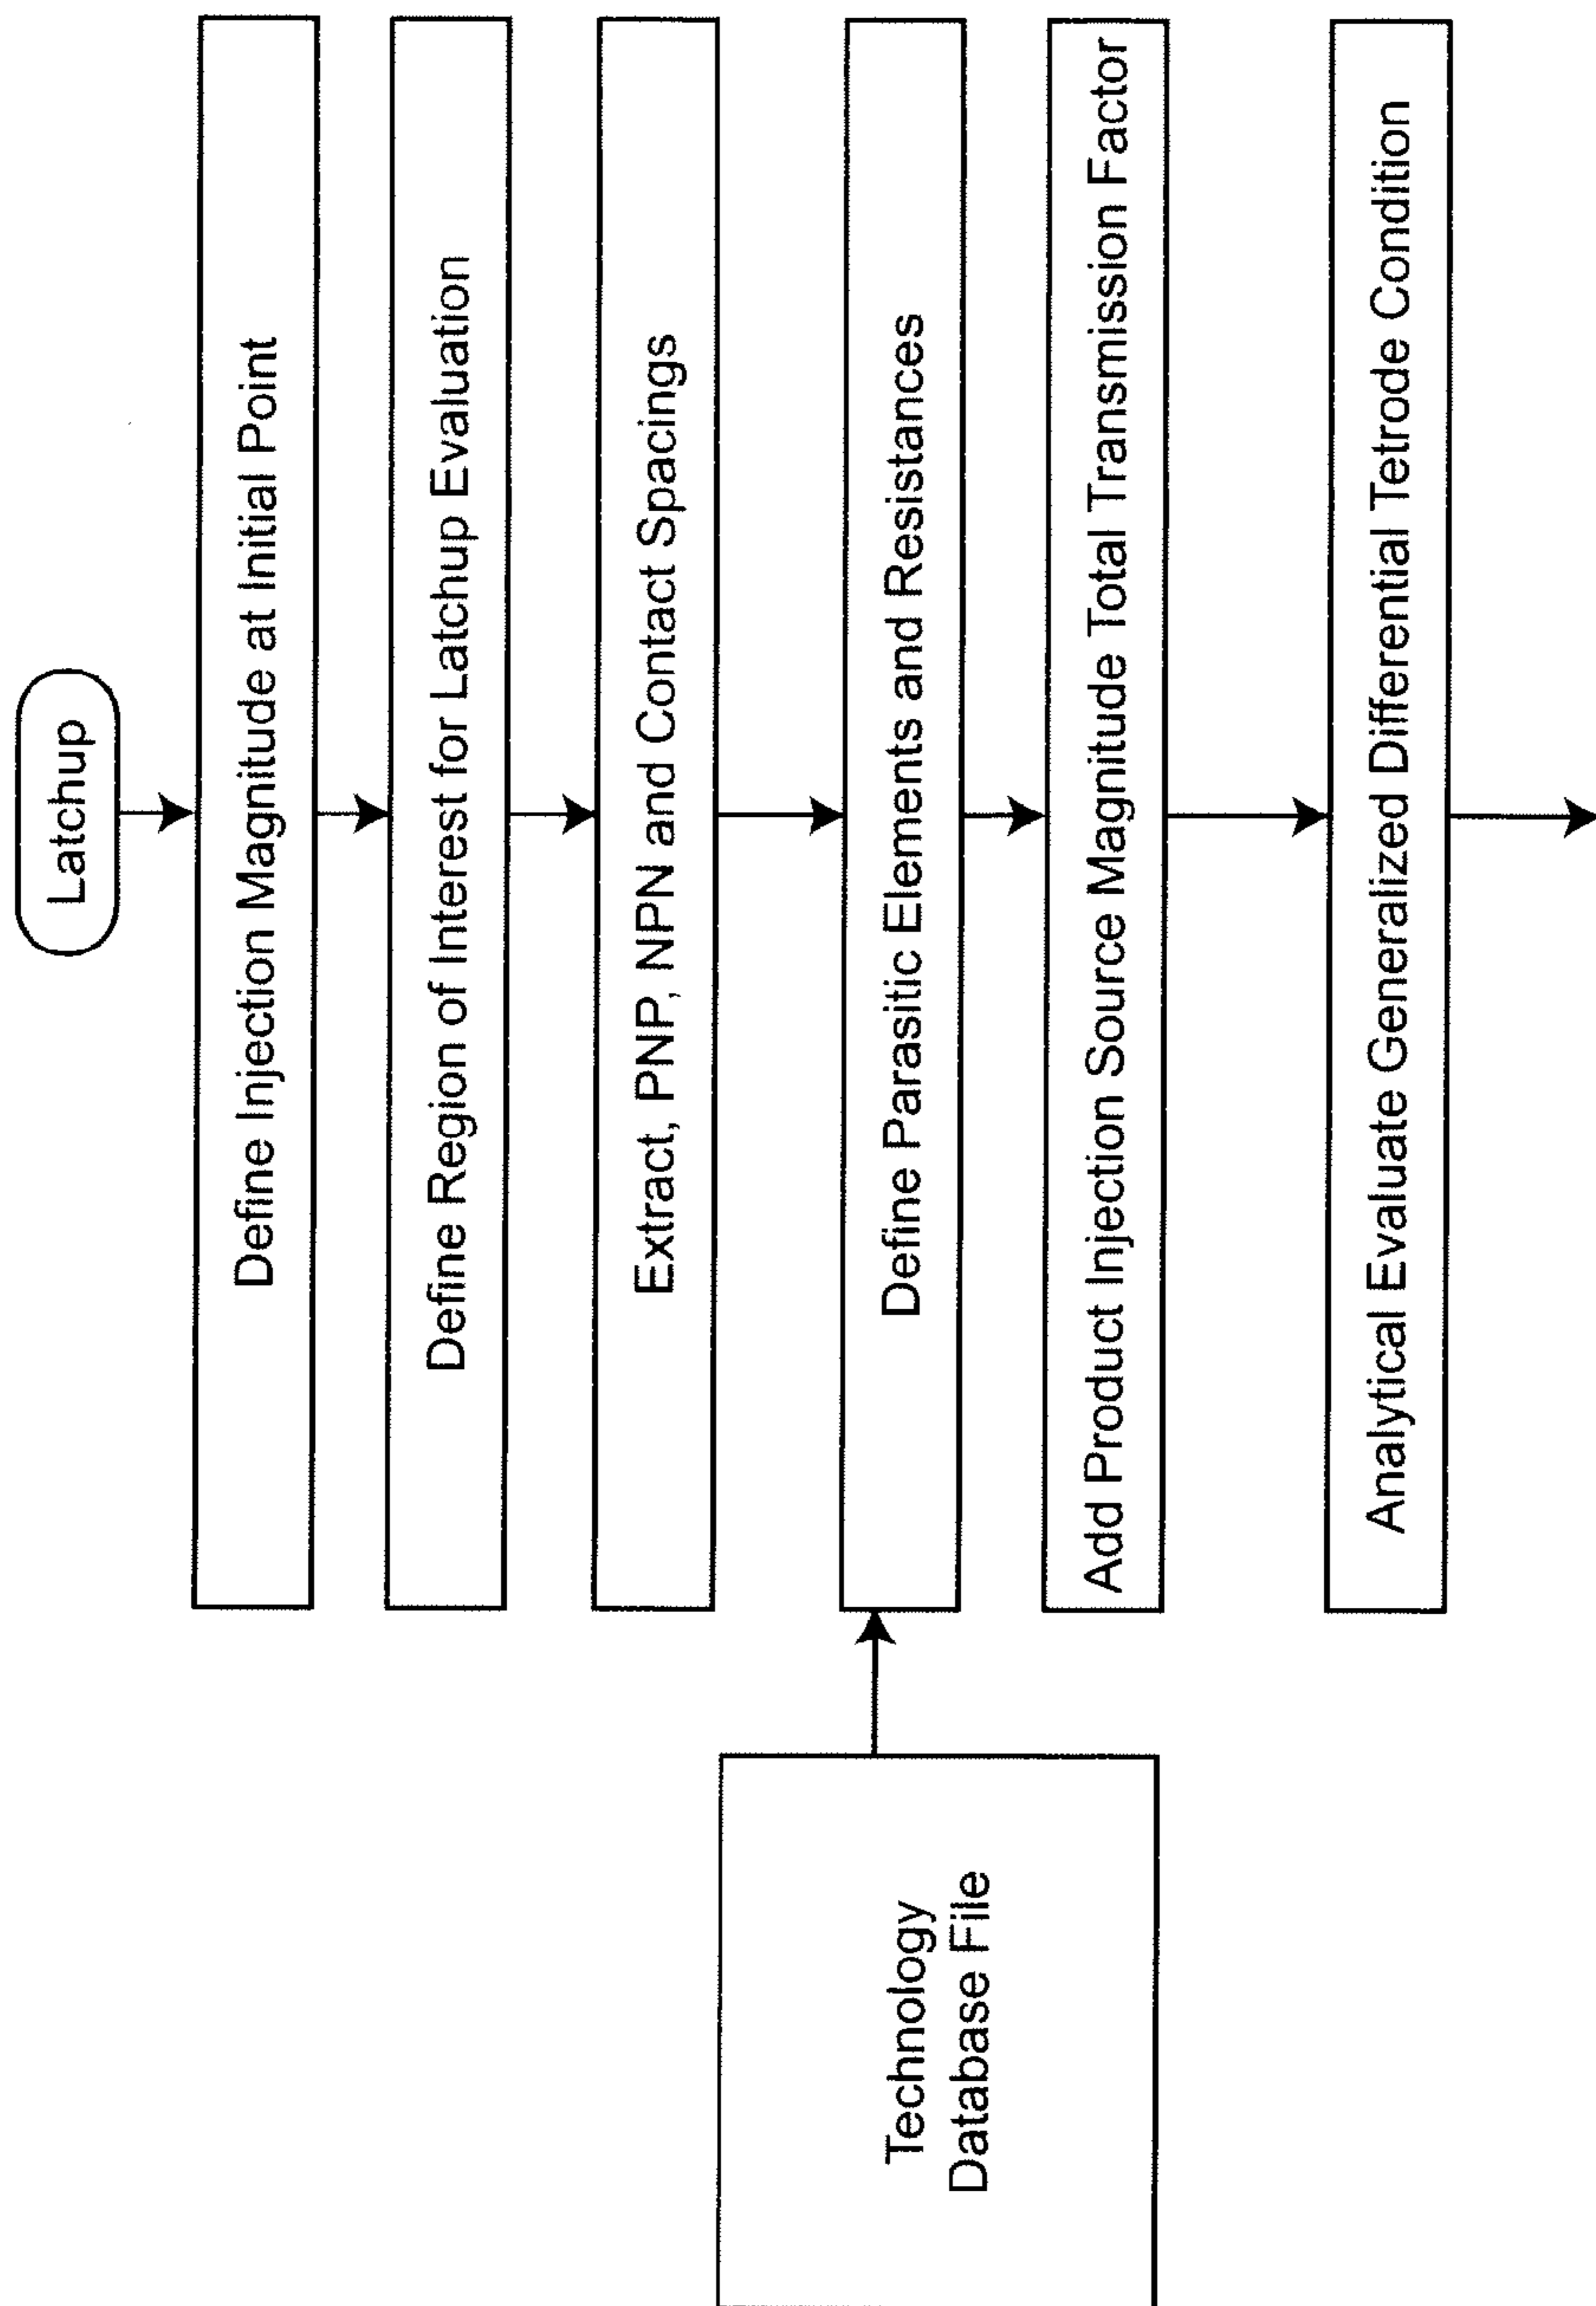 Latchup
Define Injection Magnitude at Initial Point
Define Region of Interest for Latchup Evaluation
Extract, PNP, NPN and Contact Spacings
Technology
Database File
Define Parasitic Elements and Resistances
Add Product Injection Source Magnitude Total Transmission Factor
Analytical Evaluate Generalized Differential Tetrode Condition